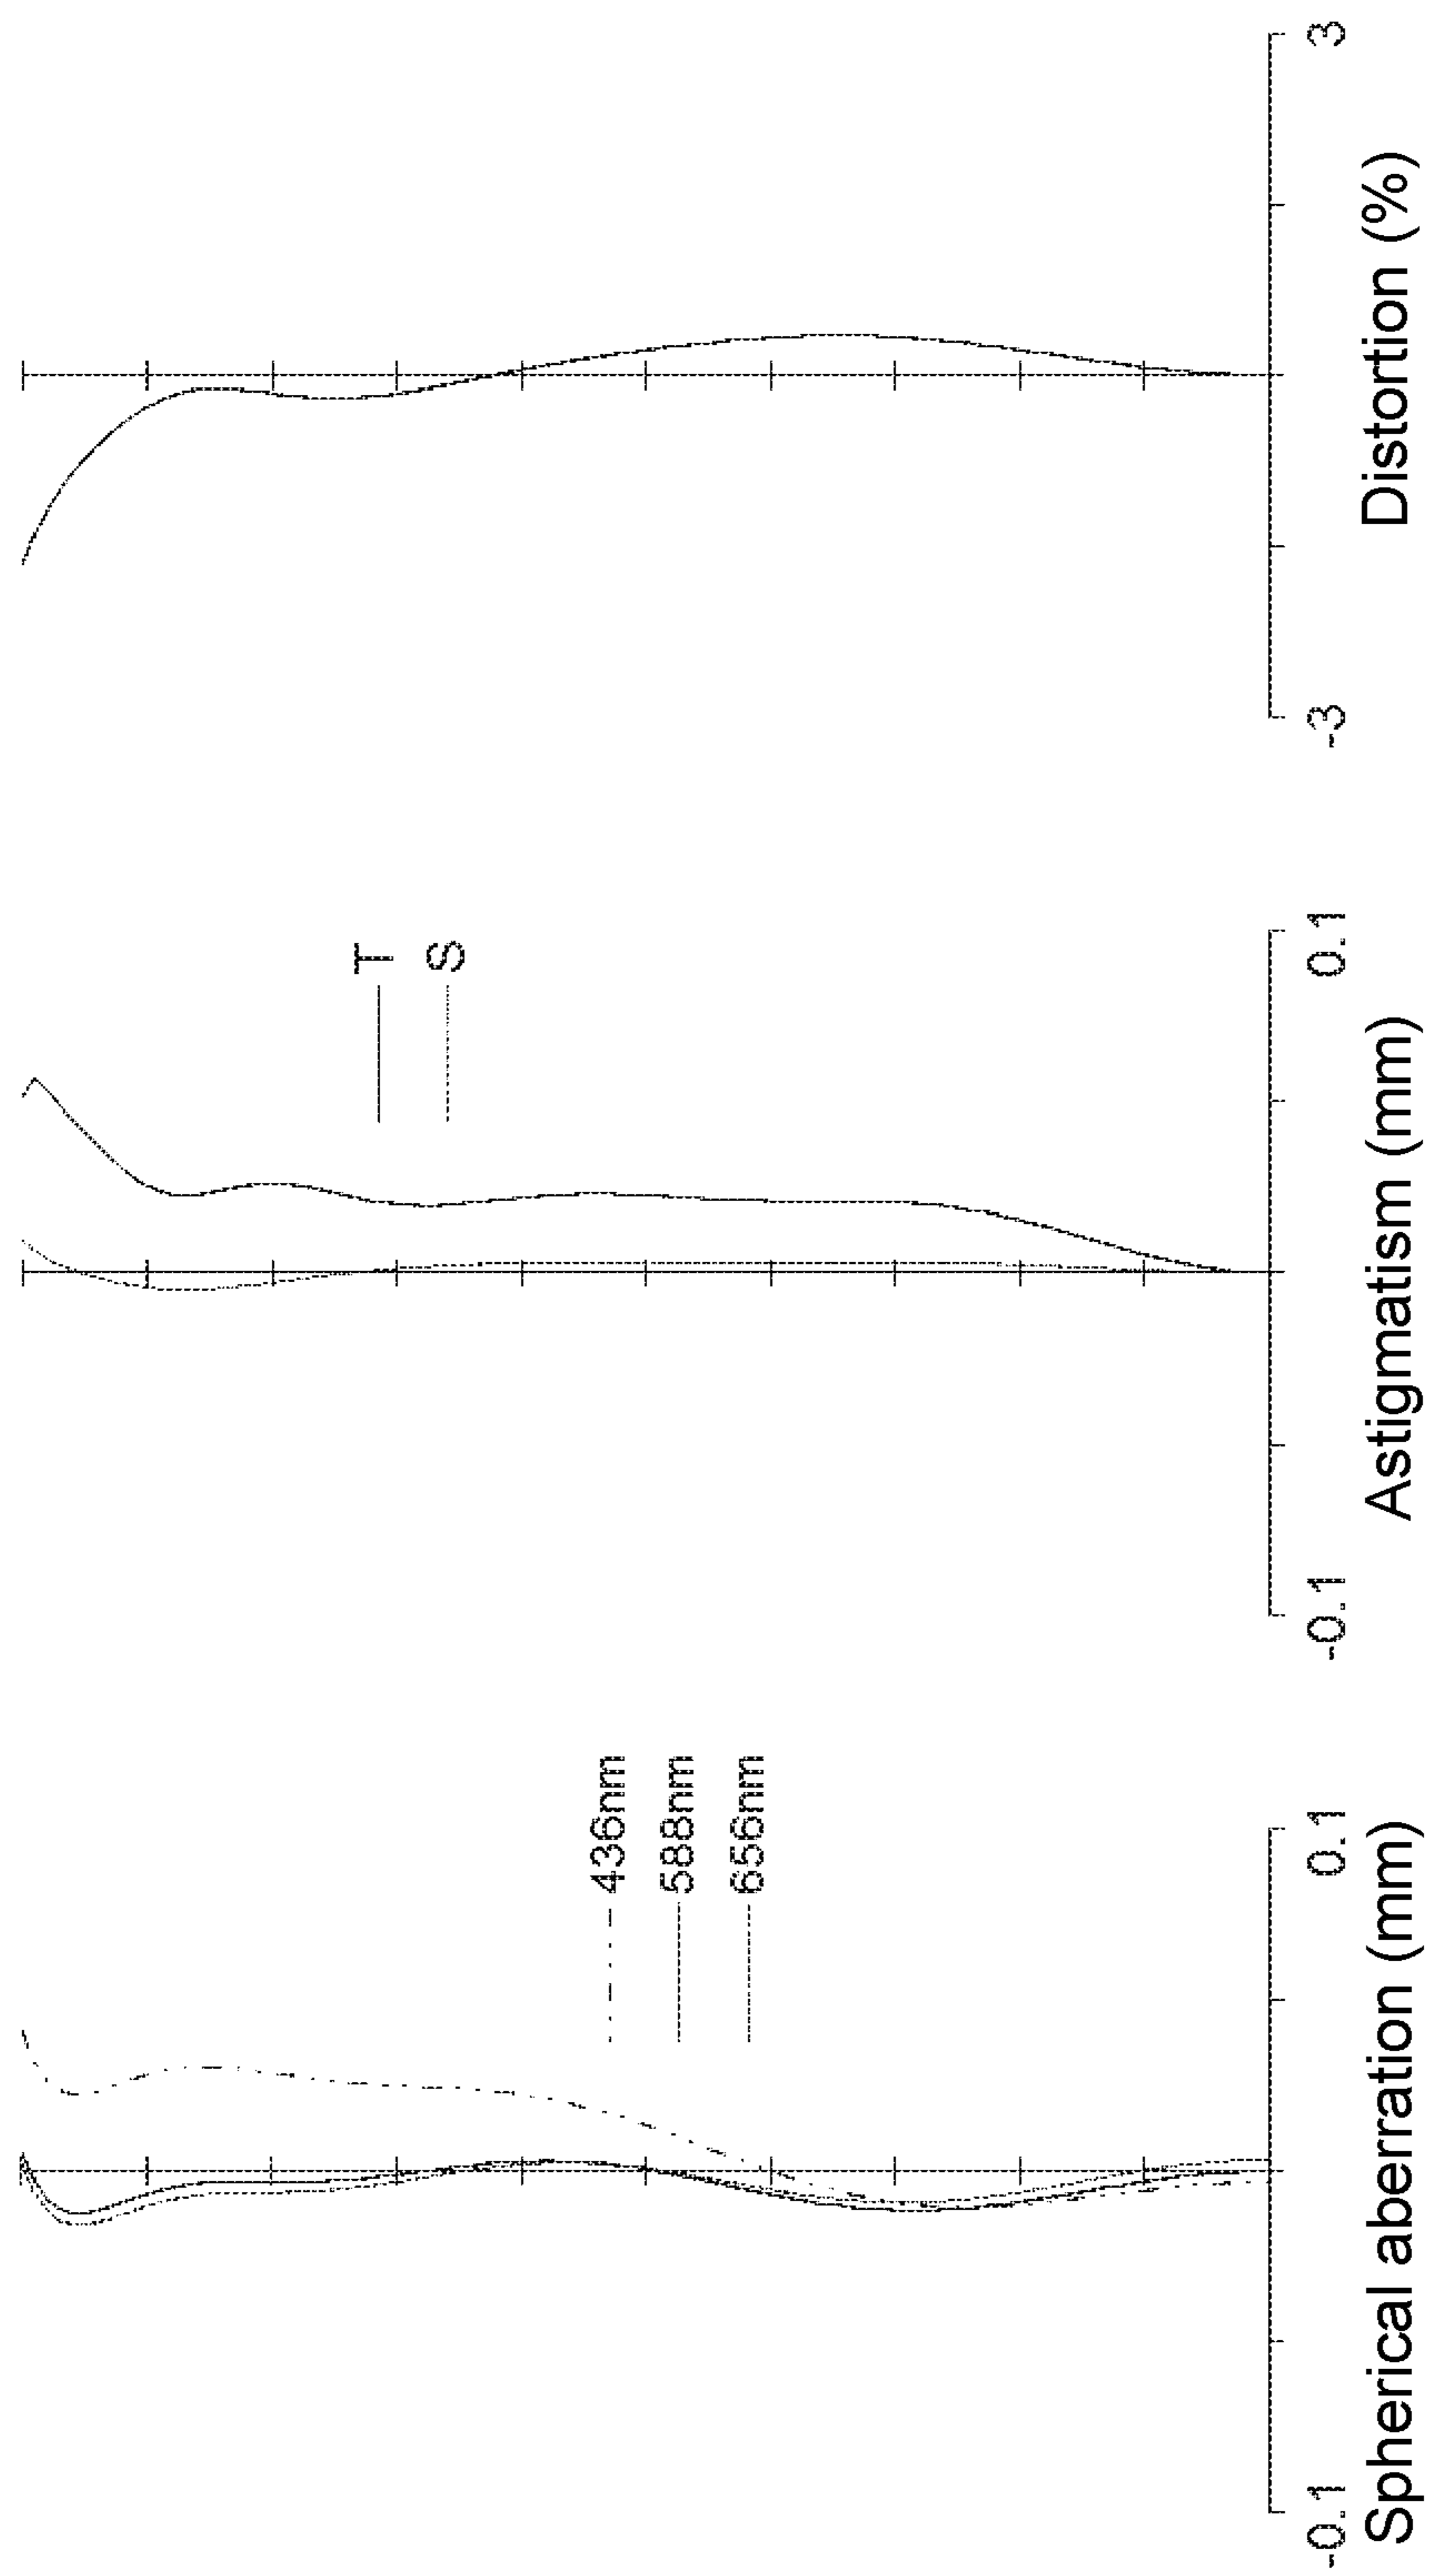 436nm
588nm
656nm
-0.1
0.1
Spherical aberration (mm)
T
S
-0.1
0.1
Astigmatism (mm)
-3
3
Distortion (%)